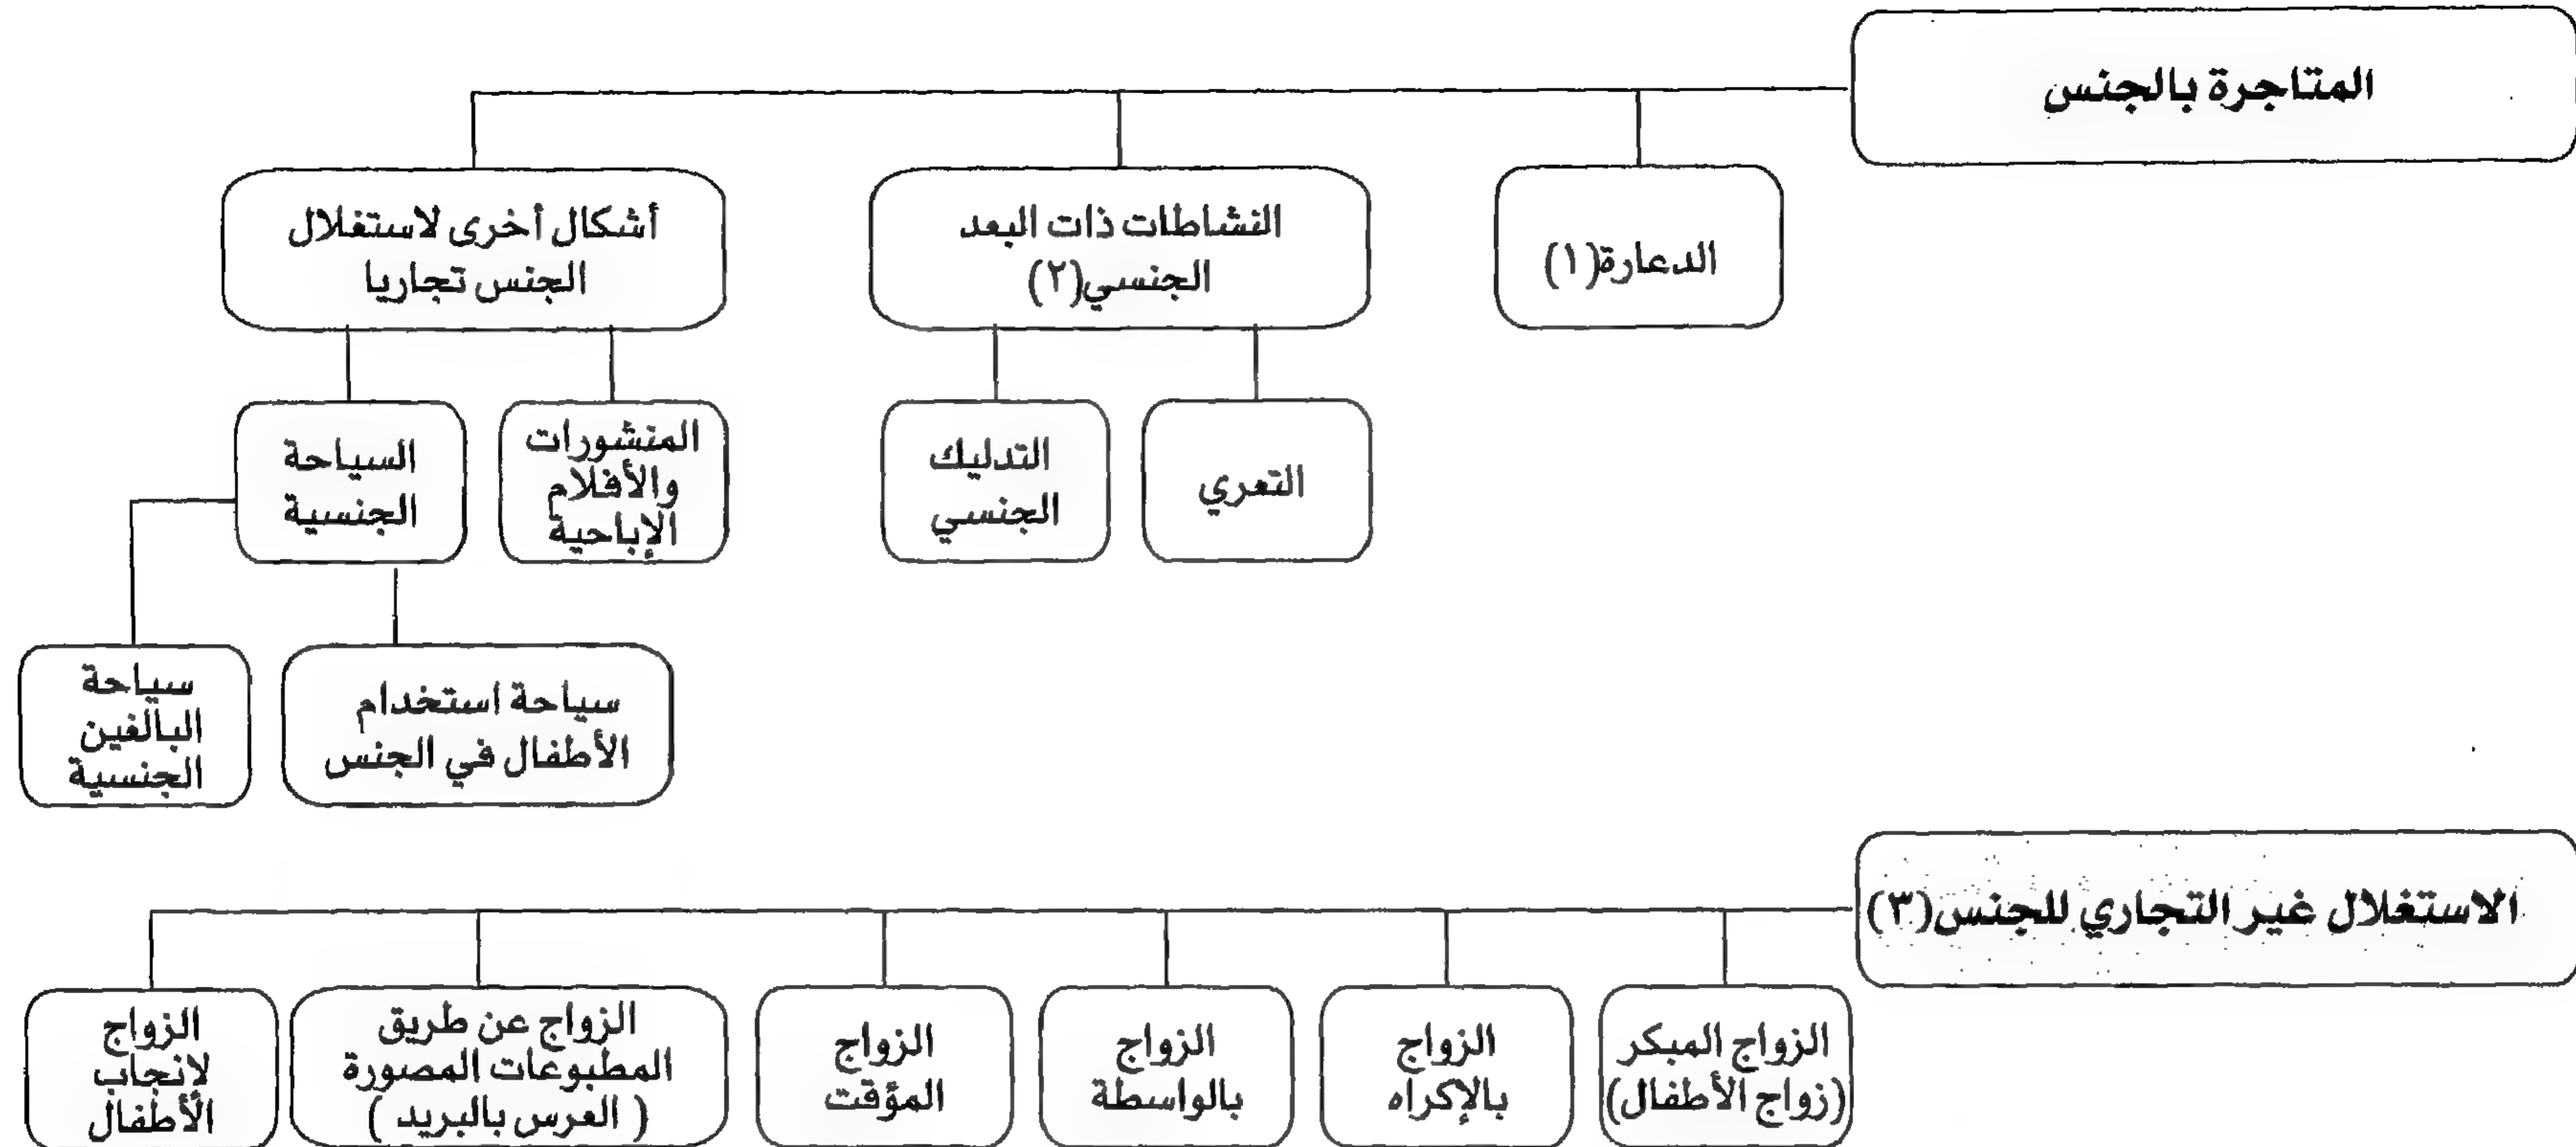 المتاجرة بالجنس
الدعارة(١)
النشاطات ذات البعد
الجنسي(٢)
أشكال أخرى لاستغلال
الجنس تجاريا
التعري
التدليك
الجنسي
المنشورات
والأفلام
الإباحية
السياحة
الجنسية
سياحة استخدام
الأطفال في الجنس
سياحة
البالغين
الجنسية
الاستغلال غير التجاري للجنس(٣)
الزواج المبكر
(زواج الأطفال)
الزواج
بالإكراه
الزواج
بالواسطة
الزواج
المؤقت
الزواج عن طريق
المطبوعات المصورة
( العرس بالبريد )
الزواج
لانجاب
الأطفال